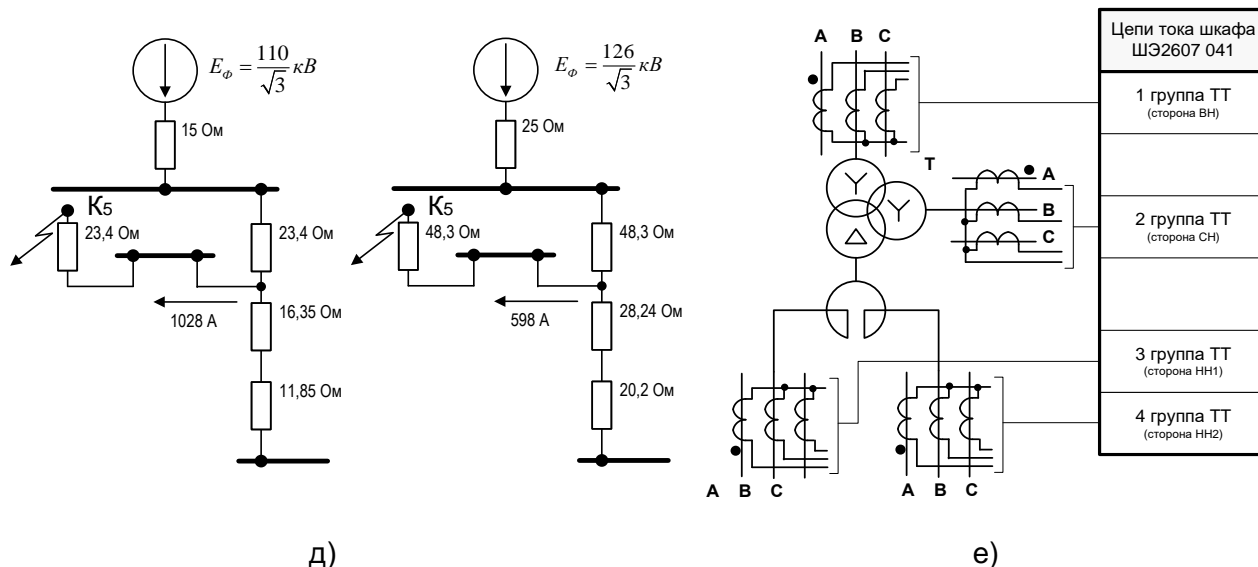 E_Ф = 110/√3 кВ
15 Ом
К5
23,4 Ом
23,4 Ом
1028 А
16,35 Ом
11,85 Ом
E_Ф = 126/√3 кВ
25 Ом
К5
48,3 Ом
48,3 Ом
598 А
28,24 Ом
20,2 Ом
д)
A B C
T
A
B
C
A B C
A B C
Цепи тока шкафа
ШЭ2607 041
1 группа ТТ
(сторона ВН)
2 группа ТТ
(сторона СН)
3 группа ТТ
(сторона НН1)
4 группа ТТ
(сторона НН2)
е)